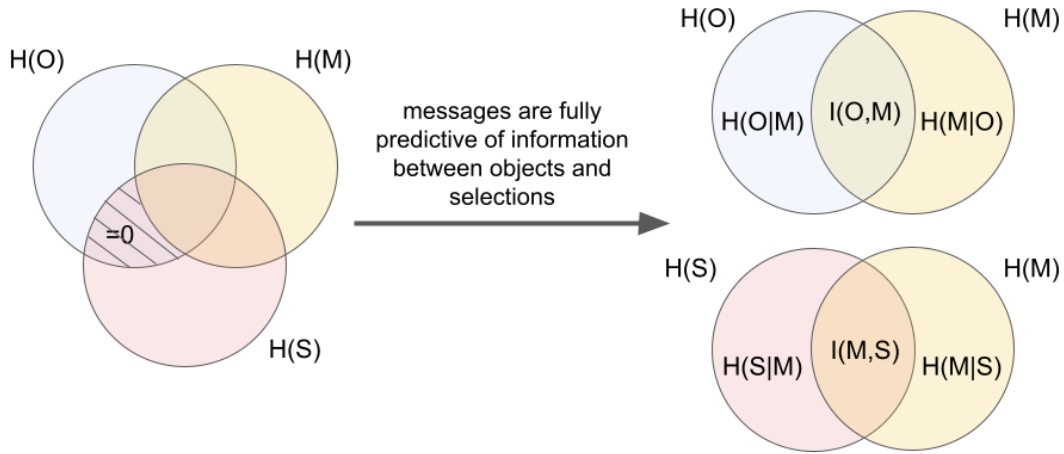 H(O)
H(M)
=0
H(S)
messages are fully
predictive of information
between objects and
selections
H(O)
H(M)
H(O|M)
I(O,M)
H(M|O)
H(S)
H(M)
H(S|M)
I(M,S)
H(M|S)